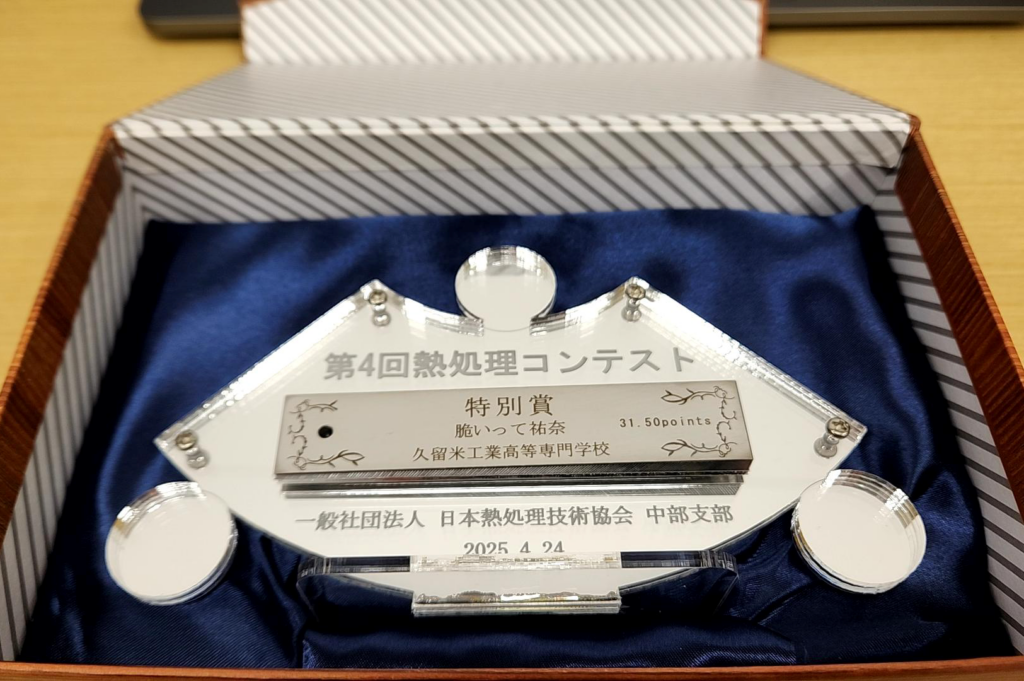 第4回熱処理コンテスト
特別賞
31.50points
脆いって祐奈
久留米工業高等専門学校
一般社団法人 日本熱処理技術協会 中部支部
2025.4.24